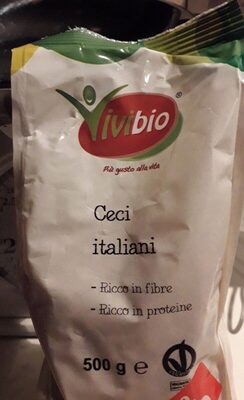 Vivibio
®
Più gusto alla vita
Ceci
italiani
- Ricco in fibre
- Ricco in proteine
500 g e